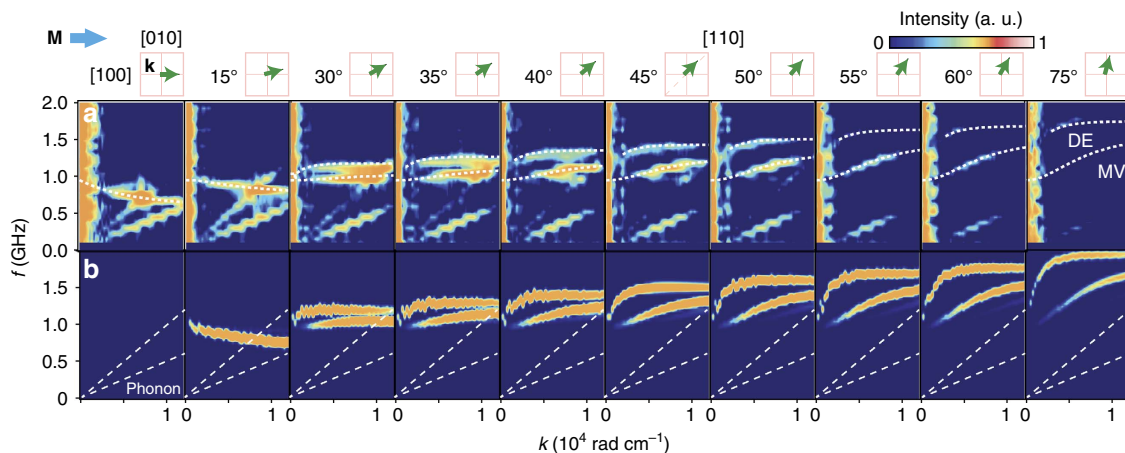 M [010] [110] Intensity (a. u.)
0 1
[100] k 15° 30° 35° 40° 45° 50° 55° 60° 75°
2.0 a
1.5 DE
1.0 MV
0.5
0.0
f (GHz)
b
1.5
1.0
0.5
Phonon
0
0 1 0 1 0 1 0 1 0 1 0 1 0 1 0 1 0 1 0 1
k (10⁴ rad cm⁻¹)